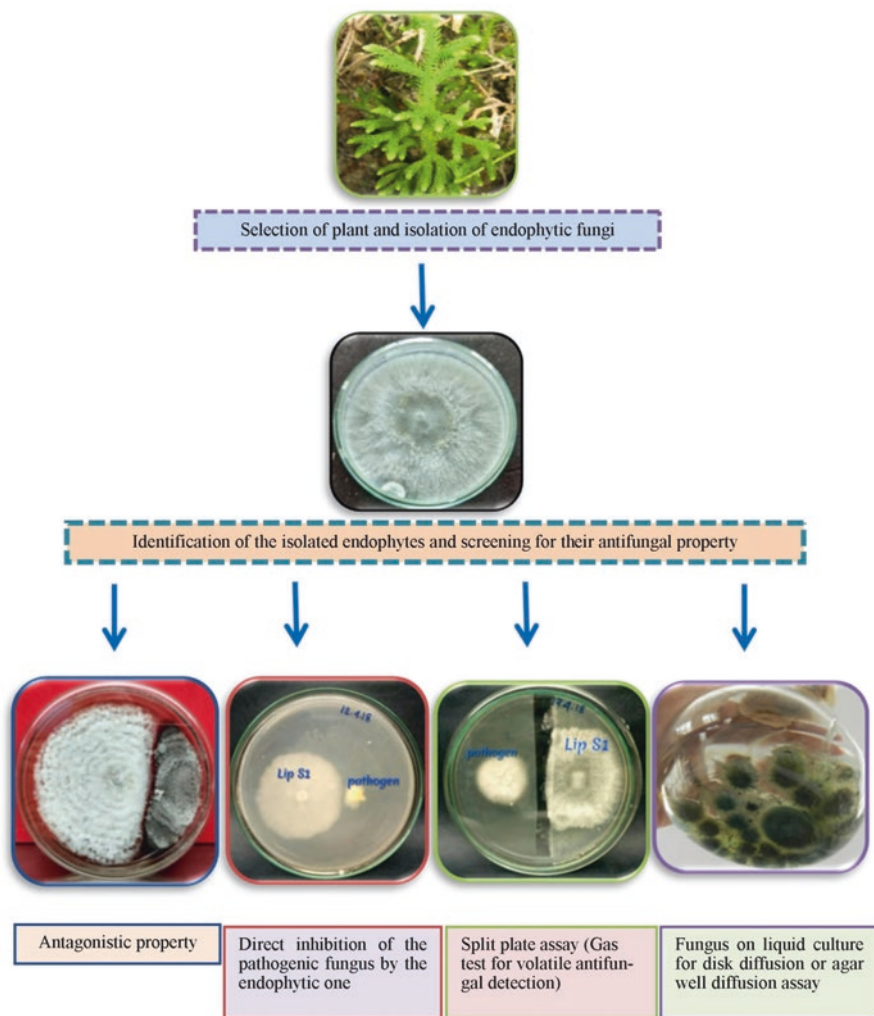 Selection of plant and isolation of endophytic fungi
Identification of the isolated endophytes and screening for their antifungal property
12.4.18
Lip S1
pathogen
Lip S1
pathogen
Antagonistic property
Direct inhibition of the
pathogenic fungus by the
endophytic one
Split plate assay (Gas
test for volatile antifun-
gal detection)
Fungus on liquid culture
for disk diffusion or agar
well diffusion assay